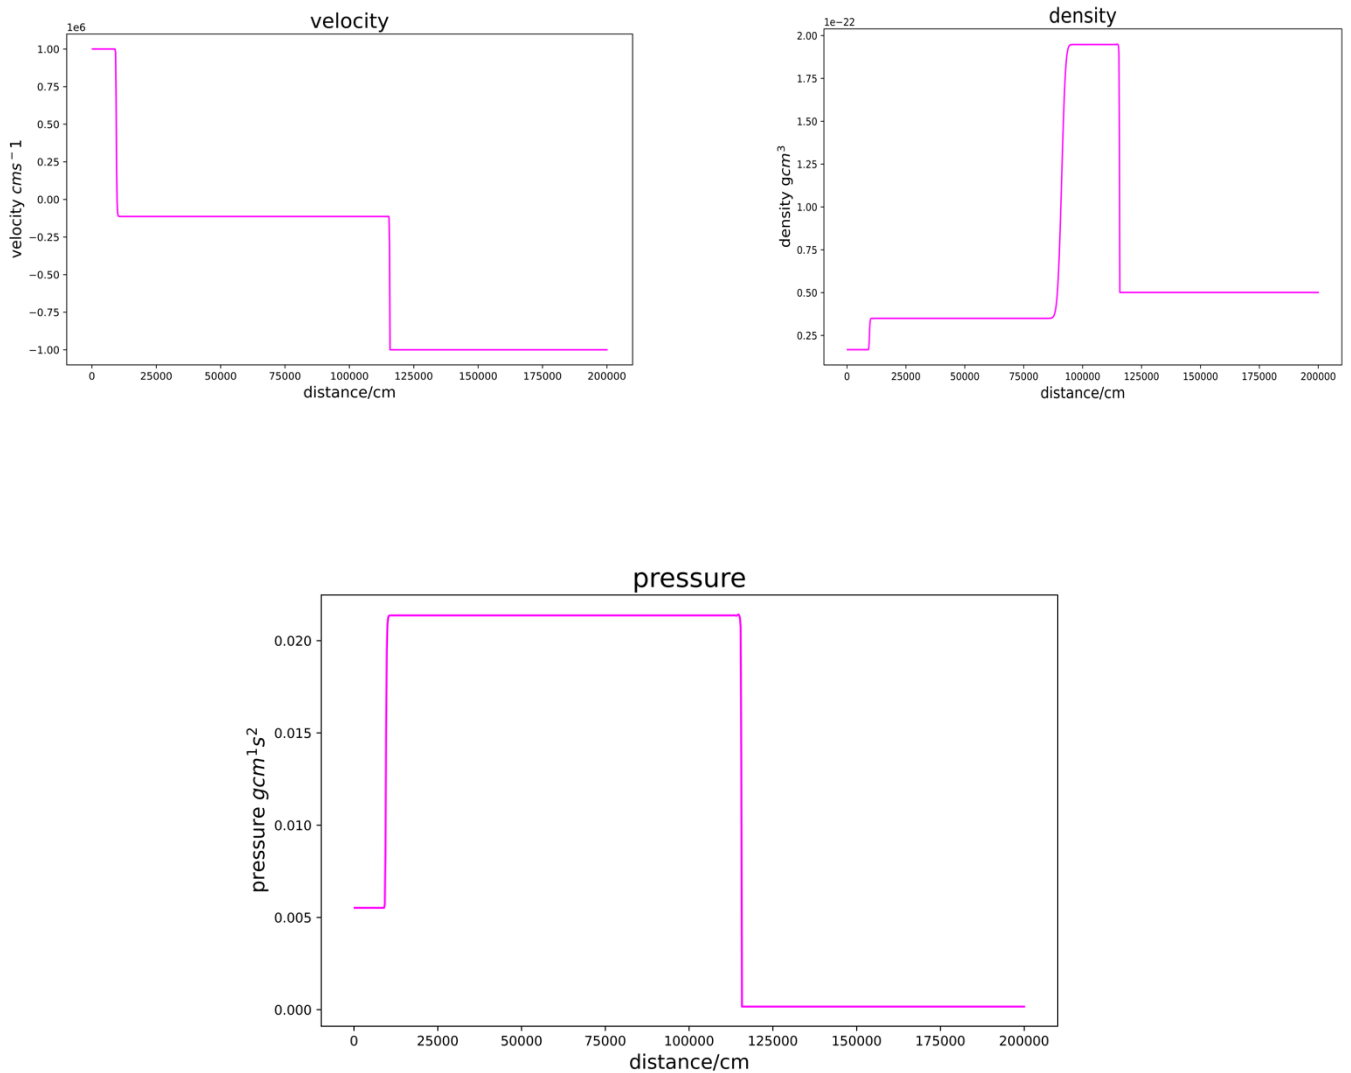 velocity
1e6
1.00
0.75
0.50
0.25
0.00
−0.25
−0.50
−0.75
−1.00
velocity cms⁻1
0 25000 50000 75000 100000 125000 150000 175000 200000
distance/cm
density
1e−22
2.00
1.75
1.50
1.25
1.00
0.75
0.50
0.25
density gcm³
0 25000 50000 75000 100000 125000 150000 175000 200000
distance/cm
pressure
0.020
0.015
0.010
0.005
0.000
pressure gcm¹s²
0 25000 50000 75000 100000 125000 150000 175000 200000
distance/cm